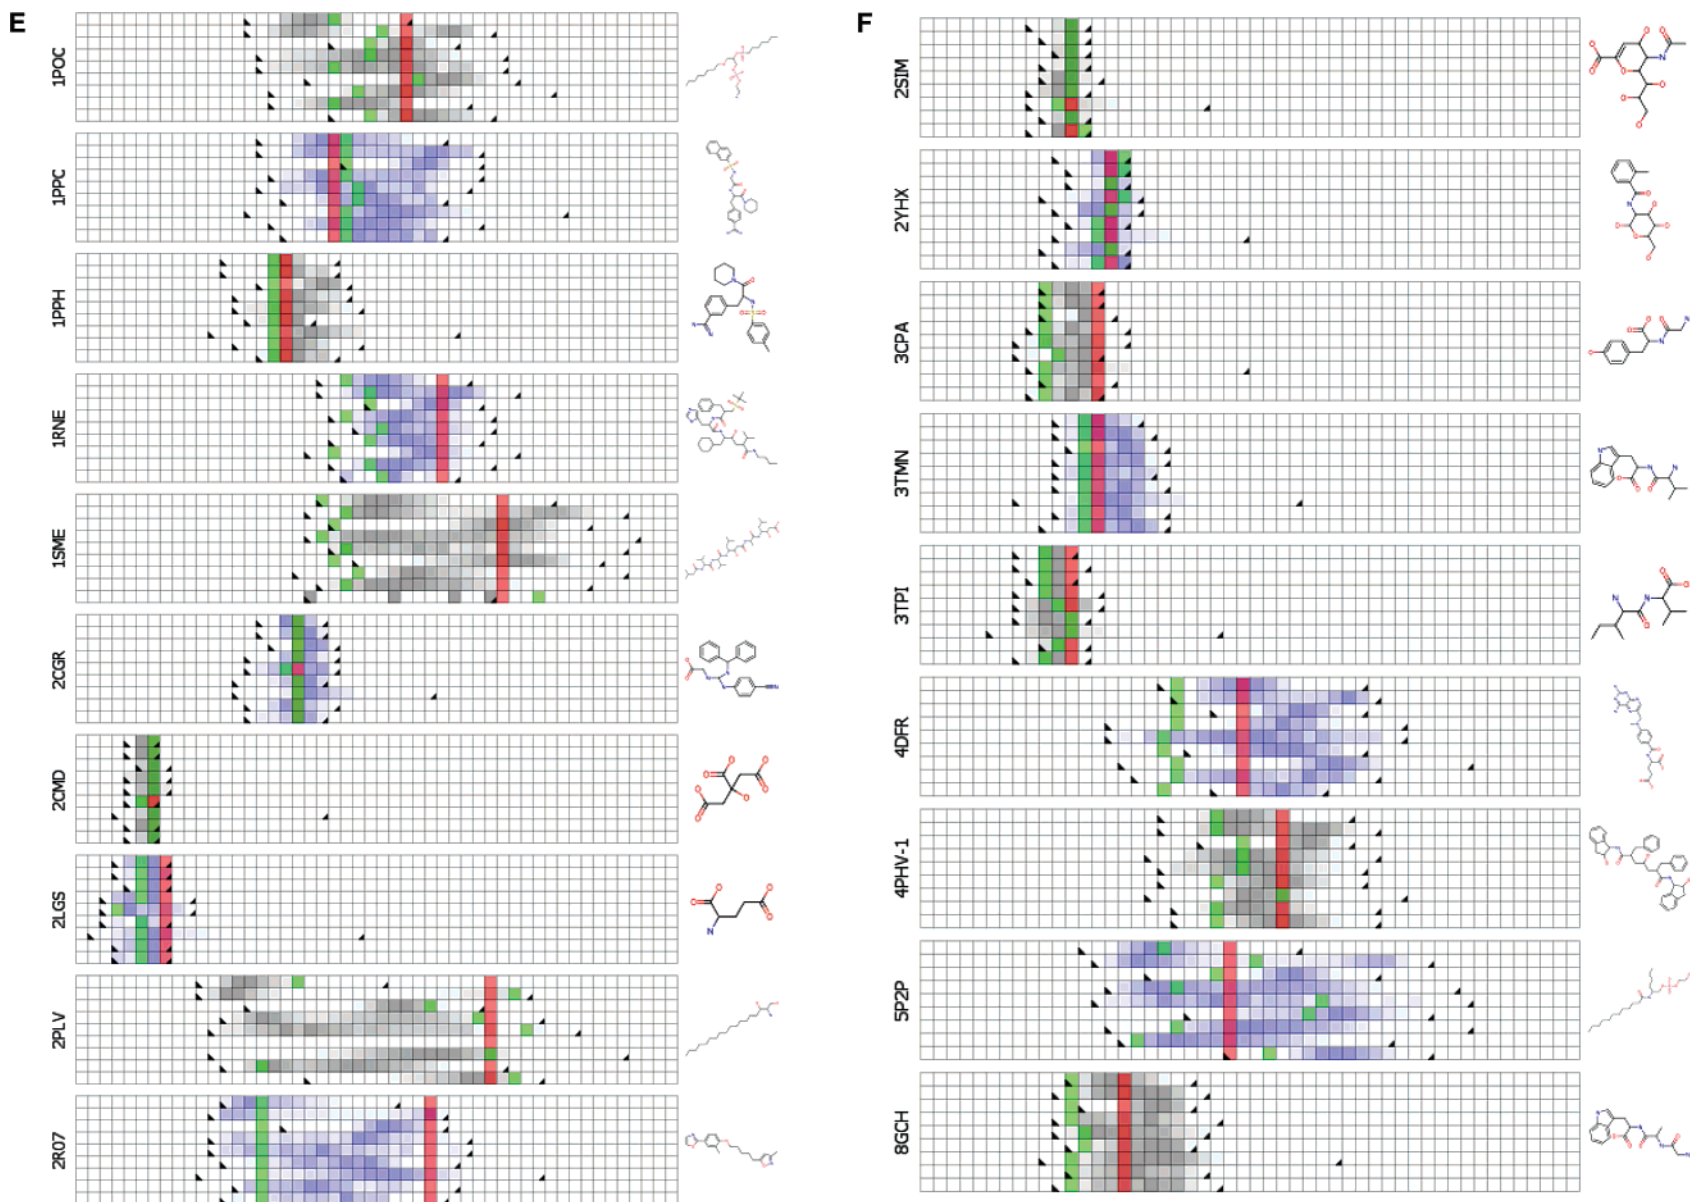 E
1POC
1PPC
1PPH
1RNE
1SME
2CGR
2CMD
2LGS
2PLV
2R07
F
2SIM
2YHX
3CPA
3TMN
3TPI
4DFR
4PHV-1
5P2P
8GCH